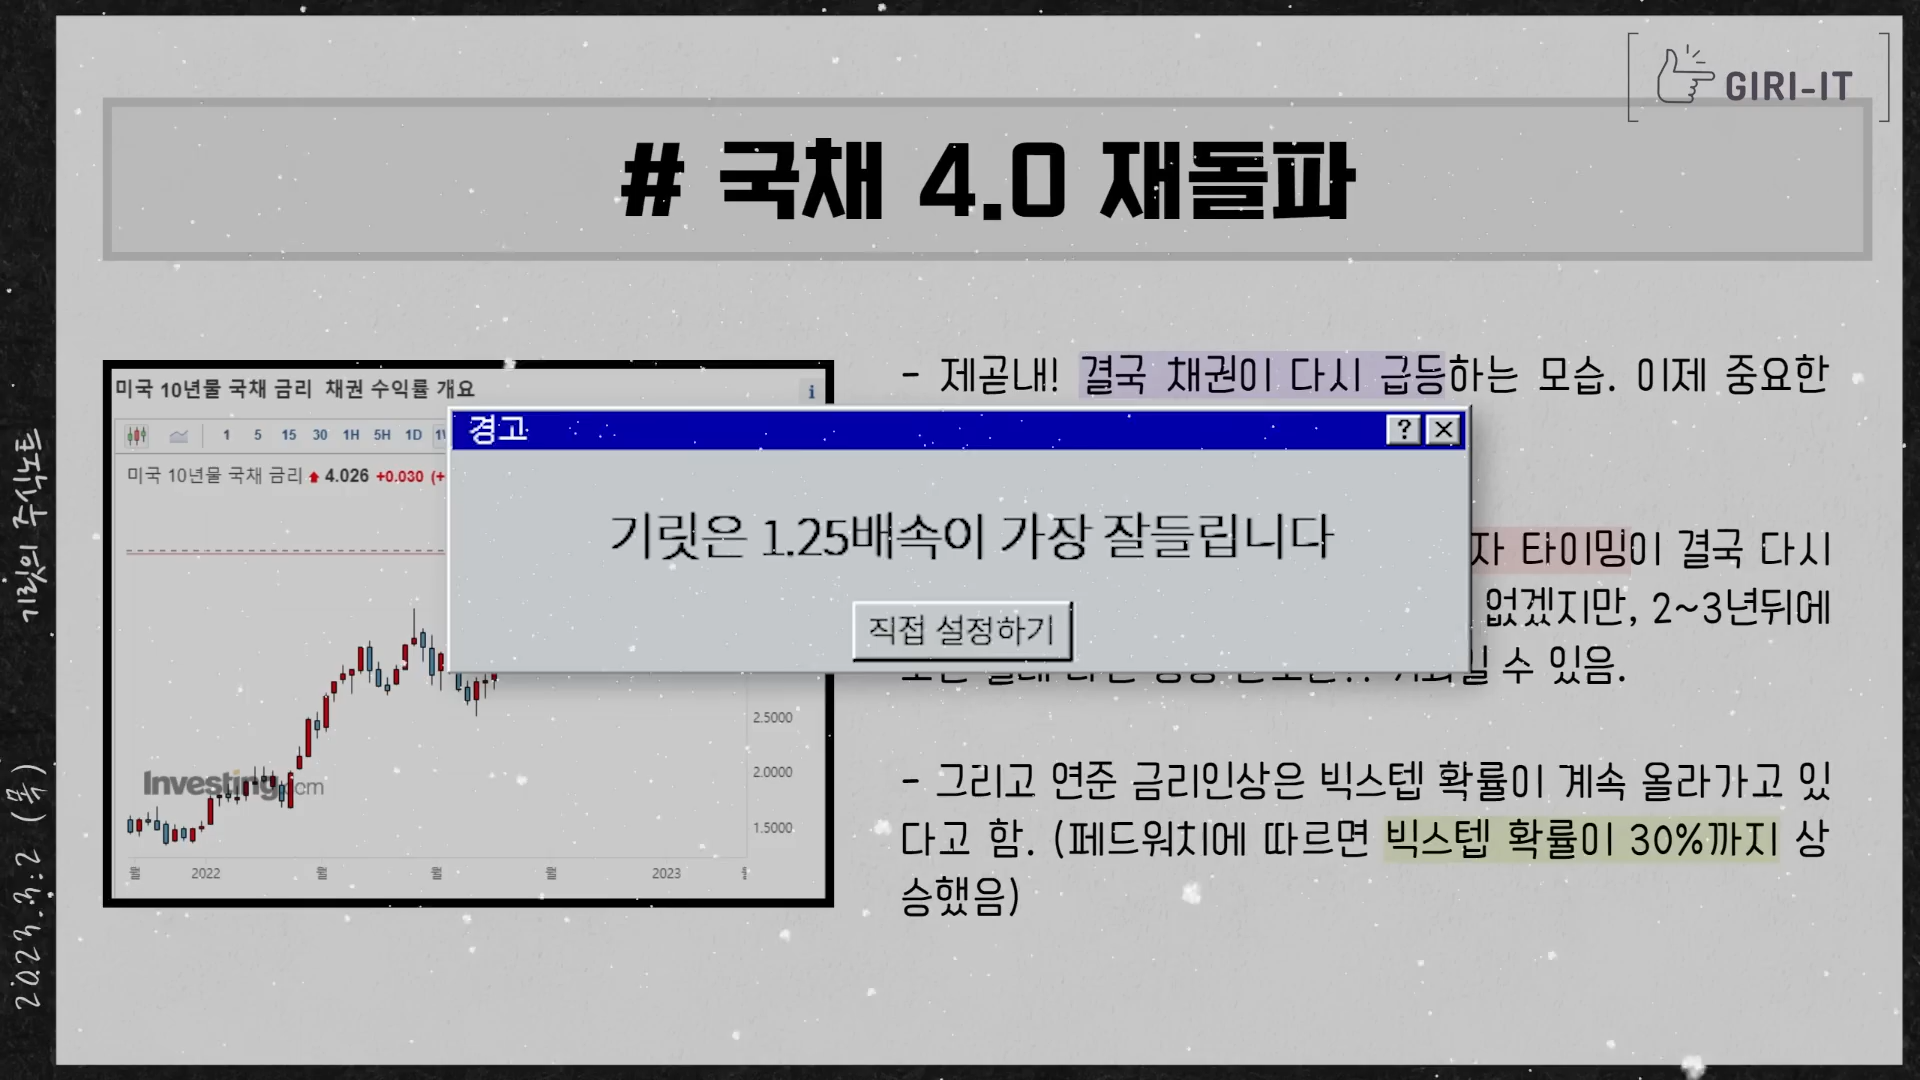 GIRI-IT
# 국채 4.0 재돌파
미국 10년물 국채 금리 채권 수익률 개요
i
1 5 15 30 1H 5H 1D
미국 10년물 국채 금리 4.026 +0.030 (+
2.5000
2.0000
1.5000
Investing.com
월 2022 월 월 월 2023
경고
? ×
기릿은 1.25배속이 가장 잘들립니다
직접 설정하기
- 제곧내! 결국 채권이 다시 급등하는 모습. 이제 중요한
자 타이밍이 결국 다시
없겠지만, 2~3년뒤에
수 있음.
- 그리고 연준 금리인상은 빅스텝 확률이 계속 올라가고 있
다고 함. (페드워치에 따르면 빅스텝 확률이 30%까지 상
승했음)
기릿의 주식노트
2023.3.2 (목)